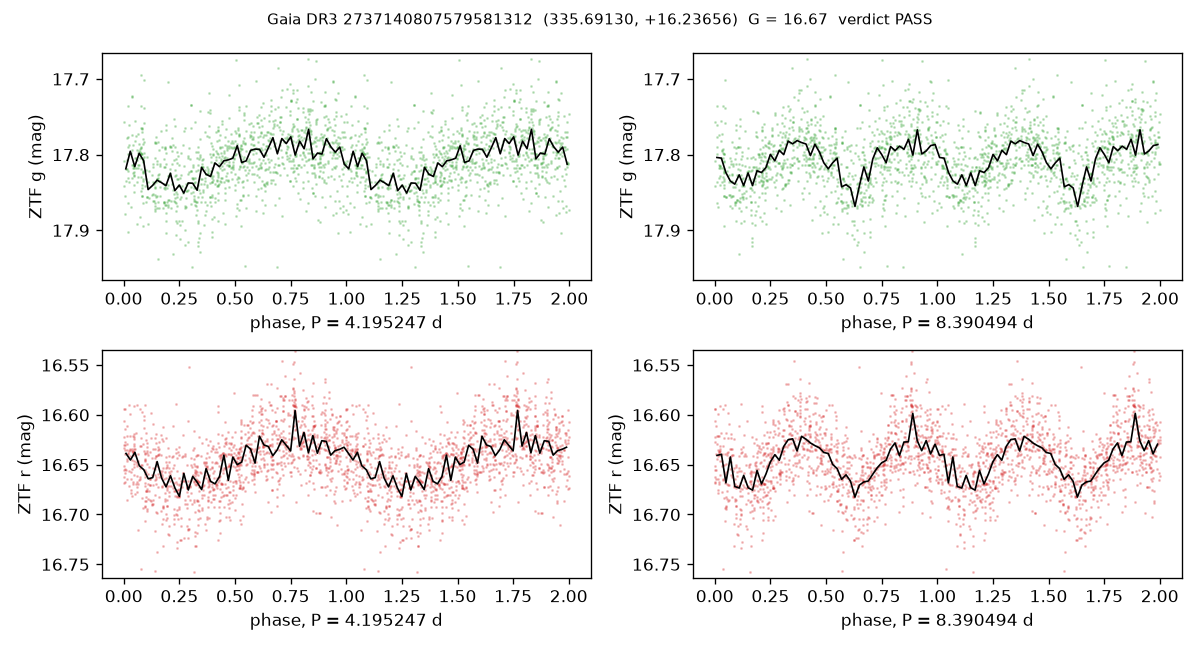 Gaia DR3 2737140807579581312 (335.69130, +16.23656) G = 16.67 verdict PASS
ZTF g (mag)
17.7
17.8
17.9
0.00 0.25 0.50 0.75 1.00 1.25 1.50 1.75 2.00
phase, P = 4.195247 d
ZTF g (mag)
17.7
17.8
17.9
0.00 0.25 0.50 0.75 1.00 1.25 1.50 1.75 2.00
phase, P = 8.390494 d
ZTF r (mag)
16.55
16.60
16.65
16.70
16.75
0.00 0.25 0.50 0.75 1.00 1.25 1.50 1.75 2.00
phase, P = 4.195247 d
ZTF r (mag)
16.55
16.60
16.65
16.70
16.75
0.00 0.25 0.50 0.75 1.00 1.25 1.50 1.75 2.00
phase, P = 8.390494 d